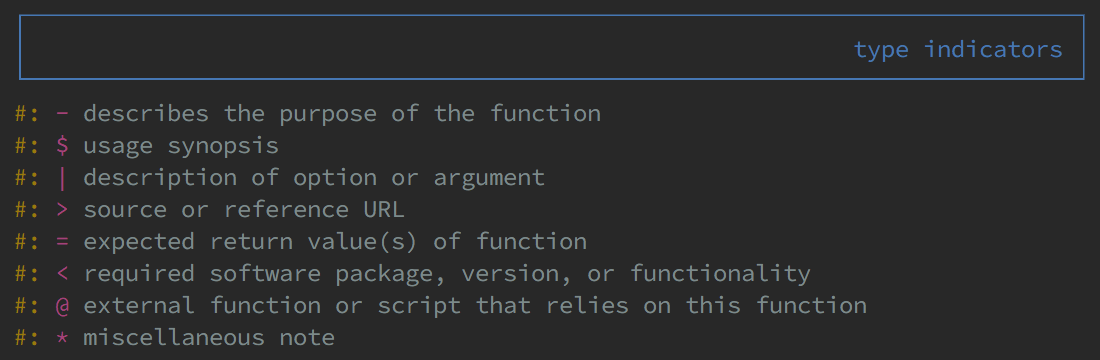 type indicators
#: - describes the purpose of the function
#: $ usage synopsis
#: | description of option or argument
#: > source or reference URL
#: = expected return value(s) of function
#: < required software package, version, or functionality
#: @ external function or script that relies on this function
#: * miscellaneous note